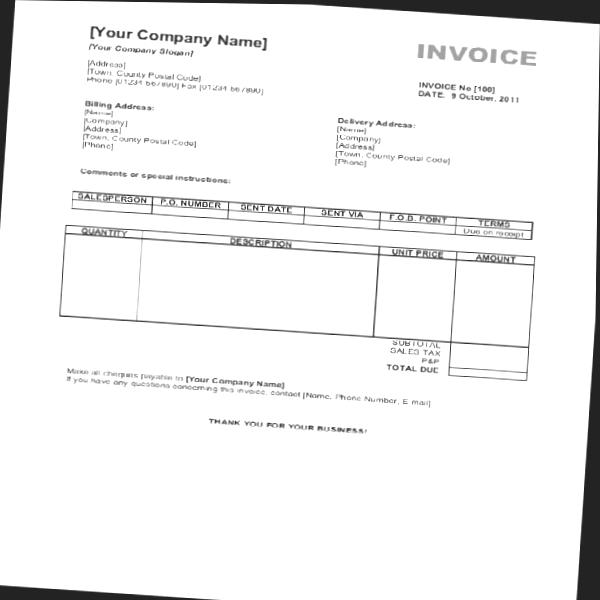 [Your Company Name]
INVOICE
[Your Company Slogan]
[Address]
[Town, County Postal Code]
Phone [01234 567890] Fax [01234 567890]
INVOICE No [100]
DATE: 9 October, 2011
Billing Address:
[Name]
[Company]
[Address]
[Town, County Postal Code]
[Phone]
Delivery Address:
[Name]
[Company]
[Address]
[Town, County Postal Code]
[Phone]
Comments or special instructions:
SALESPERSON P.O. NUMBER SENT DATE SENT VIA F.O.B. POINT TERMS
Due on receipt
QUANTITY DESCRIPTION UNIT PRICE AMOUNT
SUBTOTAL
SALES TAX
P&P
TOTAL DUE
Make all cheques payable to [Your Company Name]
If you have any questions concerning this invoice, contact [Name, Phone Number, E-mail]
THANK YOU FOR YOUR BUSINESS!